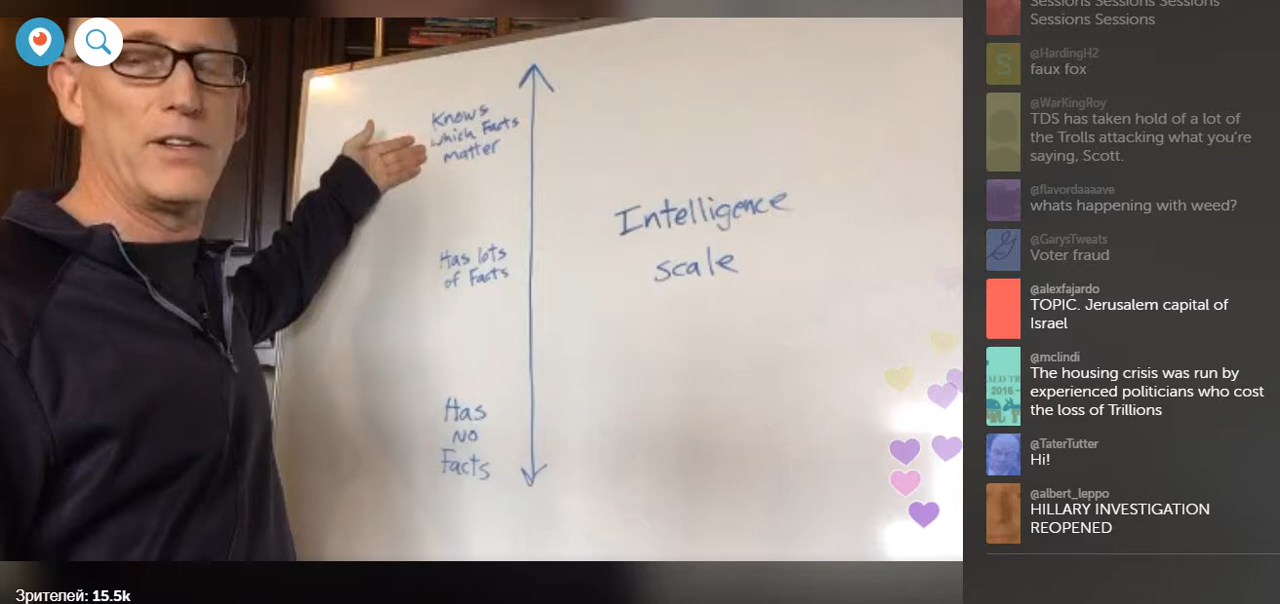 Knows
which Facts
matter
Has lots
of Facts
Has
No
Facts
Intelligence
scale
Sessions Sessions Sessions
Sessions Sessions
@HardingH2
faux fox
@WarKingRoy
TDS has taken hold of a lot of
the Trolls attacking what you're
saying, Scott.
@flavordaaaave
whats happening with weed?
@GarysTweats
Voter fraud
@alexfajardo
TOPIC. Jerusalem capital of
Israel
@mclindi
The housing crisis was run by
experienced politicians who cost
the loss of Trillions
@TaterTutter
Hi!
@albert_leppo
HILLARY INVESTIGATION
REOPENED
Зрителей: 15.5k